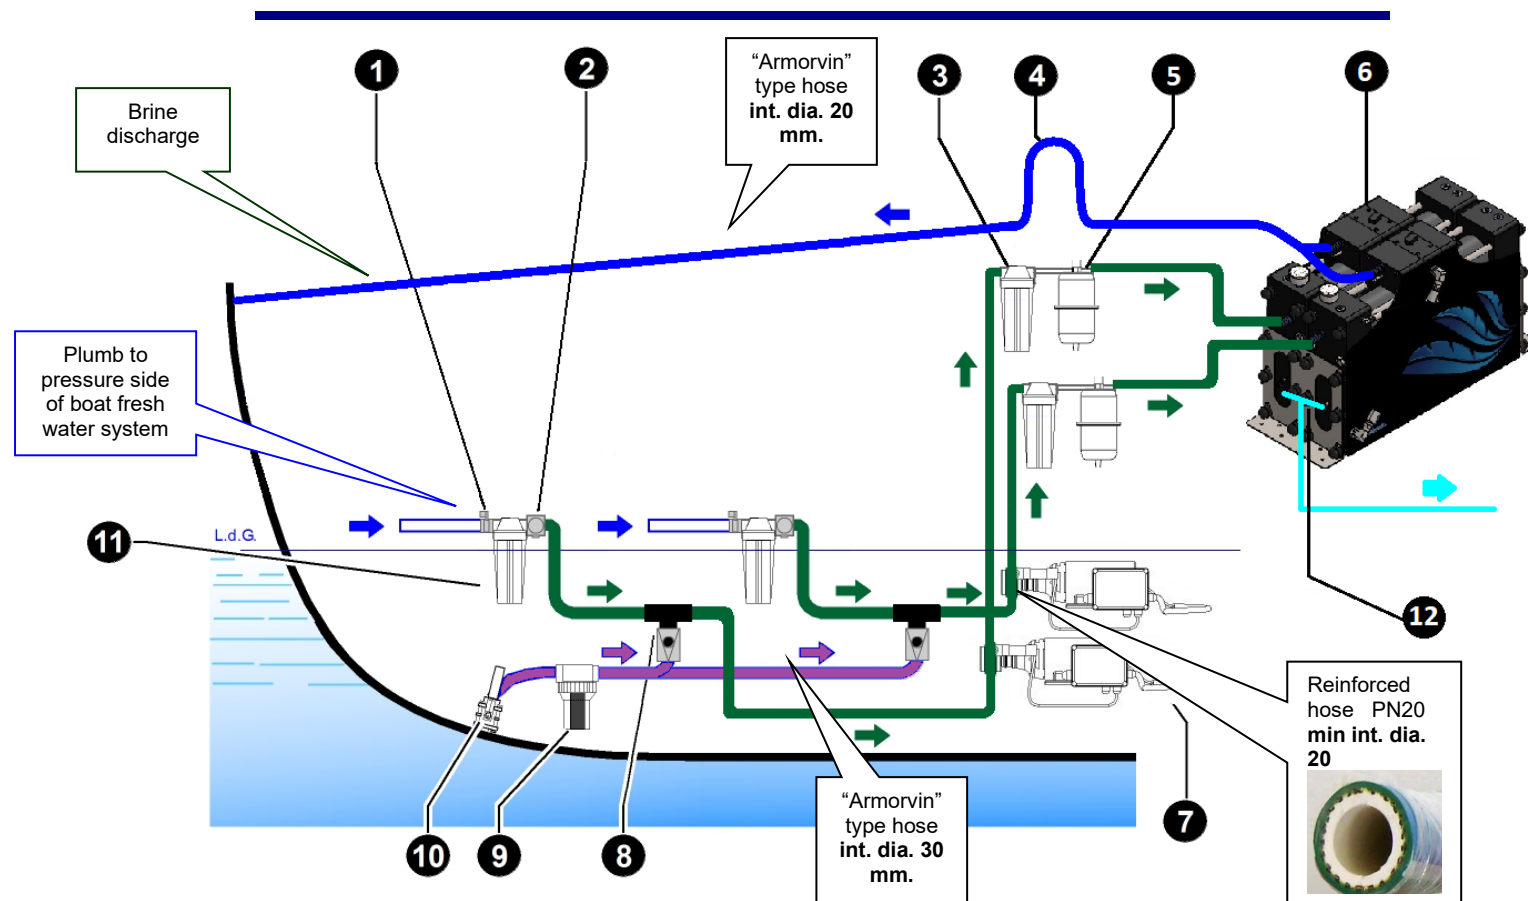 1
2
"Armorvin"
type hose
int. dia. 20
mm.
3
4
5
6
Brine
discharge
Plumb to
pressure side
of boat fresh
water system
11
L.d.G.
12
Reinforced
hose PN20
min int. dia.
20
"Armorvin"
type hose
int. dia. 30
mm.
10
9
8
7